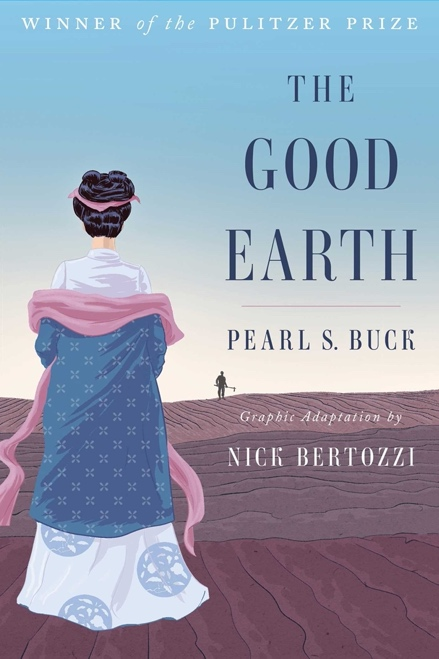 WINNER of the PULITZER PRIZE
THE
GOOD
EARTH
PEARL S. BUCK
Graphic Adaptation by
NICK BERTOZZI